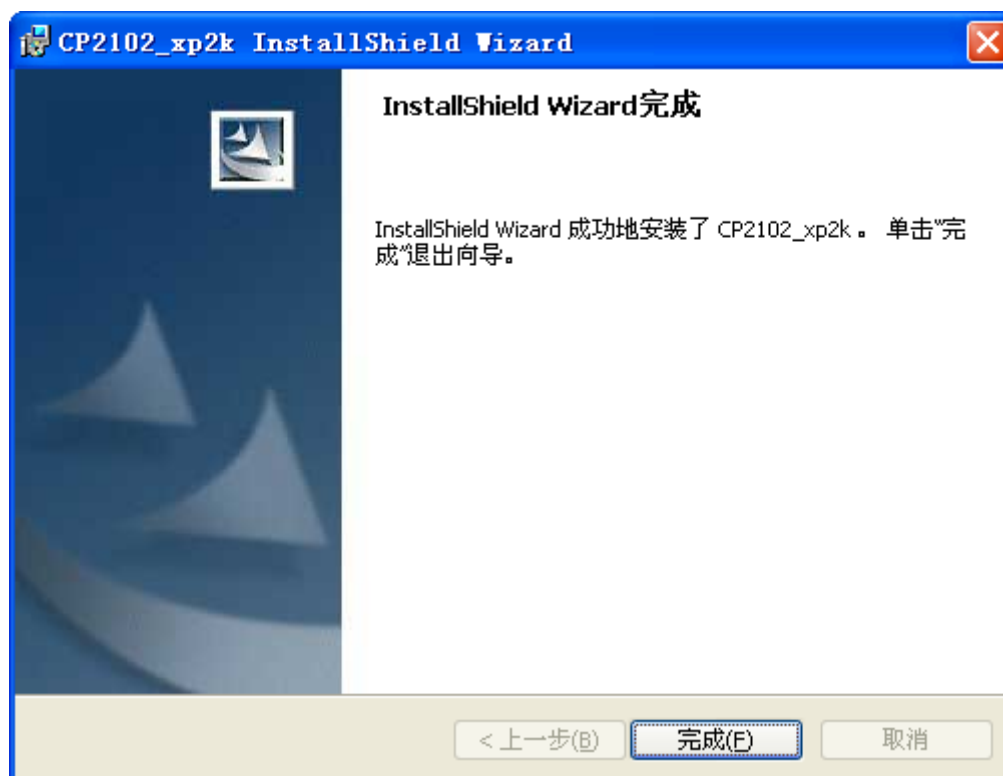 CP2102_xp2k InstallShield Wizard
InstallShield Wizard完成
InstallShield Wizard 成功地安装了 CP2102_xp2k。 单击“完
成”退出向导。
<上一步(B)
完成(F)
取消